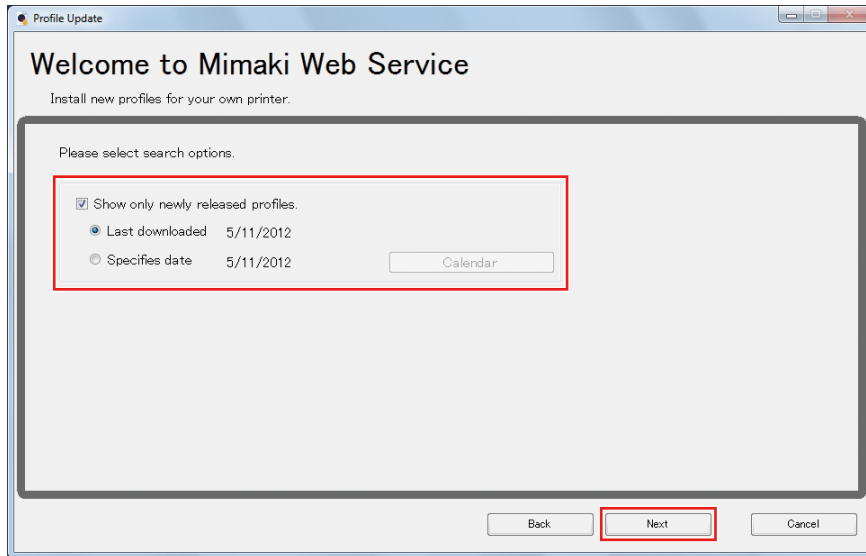 Profile Update
Welcome to Mimaki Web Service
Install new profiles for your own printer.
Please select search options.
Show only newly released profiles.
Last downloaded 5/11/2012
Specifies date 5/11/2012 Calendar
Back Next Cancel